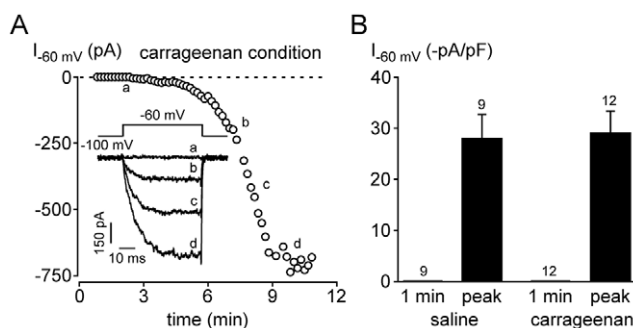 A
I-60 mV (pA)
carrageenan condition
0
-250
-500
-750
a
b
c
d
-60 mV
-100 mV
a
b
c
d
150 pA
10 ms
0 3 6 9 12
time (min)
B
I-60 mV (-pA/pF)
40
30
20
10
0
9 9 12 12
1 min peak 1 min peak
saline carrageenan